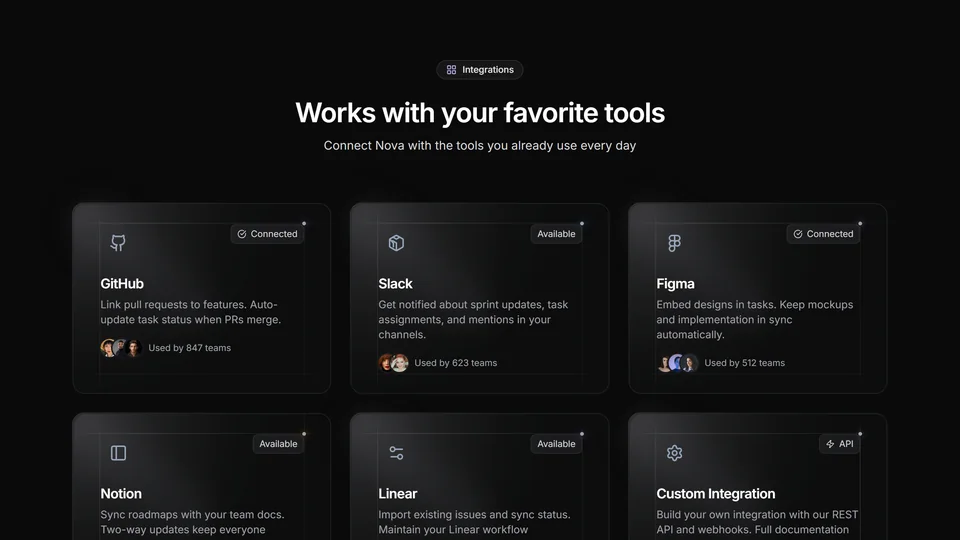 Integrations
Works with your favorite tools
Connect Nova with the tools you already use every day
Connected
GitHub
Link pull requests to features. Auto-
update task status when PRs merge.
Used by 847 teams
Available
Slack
Get notified about sprint updates, task
assignments, and mentions in your
channels.
Used by 623 teams
Connected
Figma
Embed designs in tasks. Keep mockups
and implementation in sync
automatically.
Used by 512 teams
Available
Notion
Sync roadmaps with your team docs.
Two-way updates keep everyone
Available
Linear
Import existing issues and sync status.
Maintain your Linear workflow
API
Custom Integration
Build your own integration with our REST
API and webhooks. Full documentation